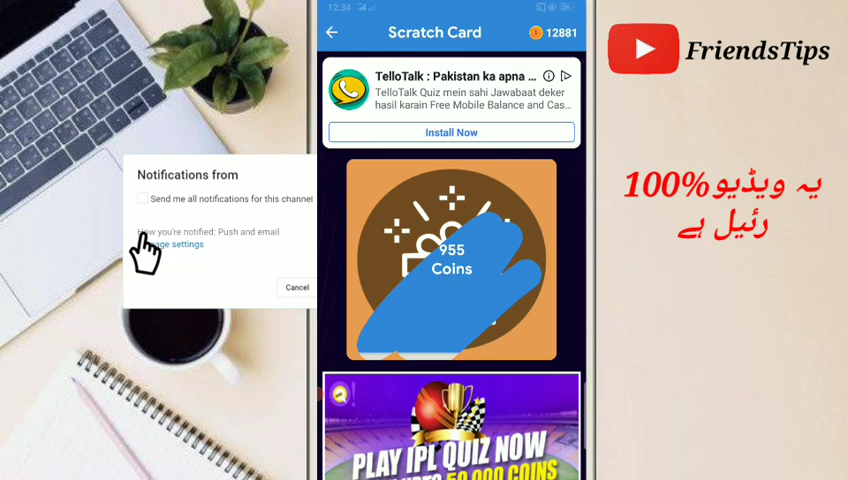 12:34
Scratch Card
12881
FriendsTips
TelloTalk : Pakistan ka apna ...
TelloTalk Quiz mein sahi Jawabaat deker
hasil karain Free Mobile Balance and Cas...
Install Now
Notifications from
Send me all notifications for this channel
How you're notified: Push and email
settings
Cancel
یہ ویڈیو %100
رئیل ہے
955
Coins
PLAY IPL QUIZ NOW
50,000 COINS